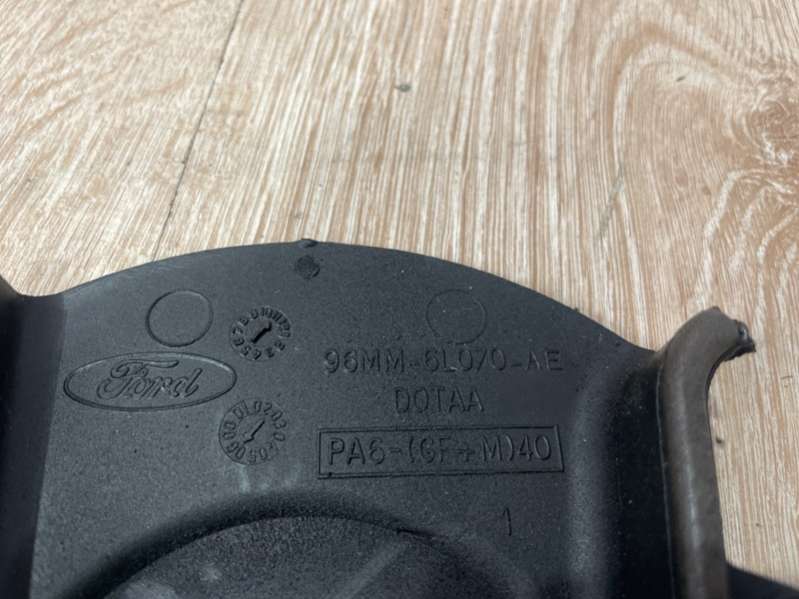 Ford
96MM-6L070-AE
DOTAA
PA6-(GF+M)40
1